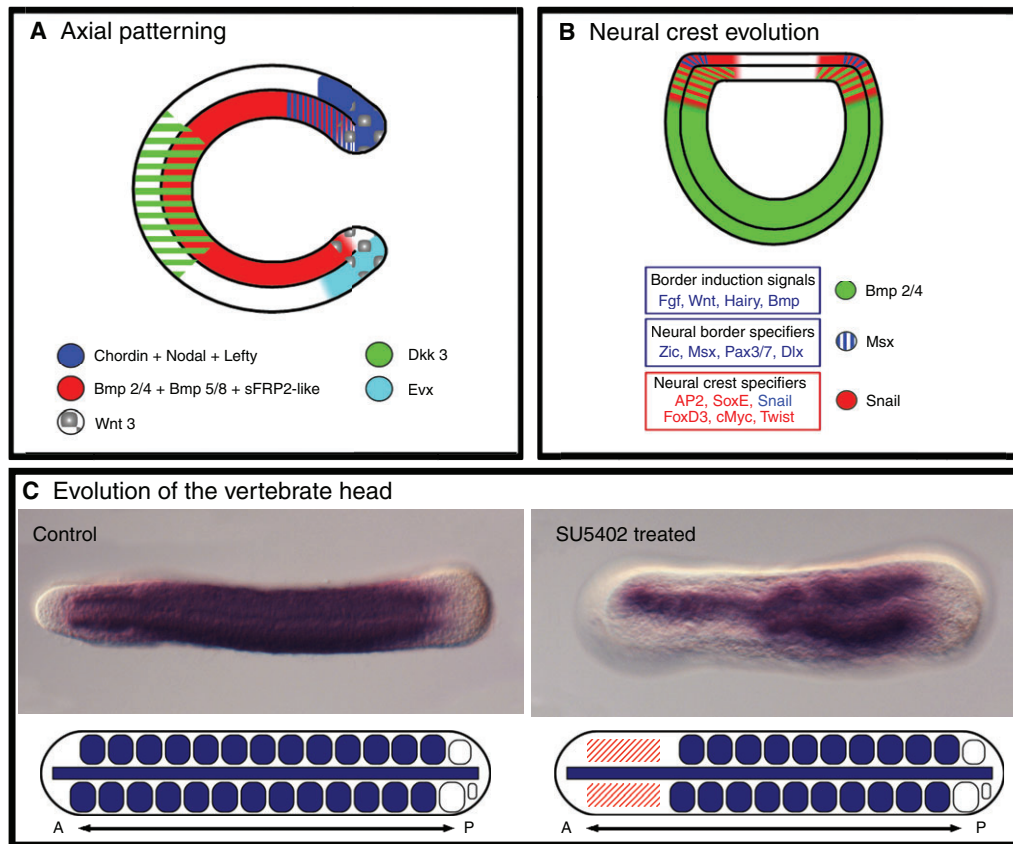 A Axial patterning
Chordin + Nodal + Lefty
Bmp 2/4 + Bmp 5/8 + sFRP2-like
Wnt 3
Dkk 3
Evx
B Neural crest evolution
Border induction signals
Fgf, Wnt, Hairy, Bmp
Neural border specifiers
Zic, Msx, Pax3/7, Dlx
Neural crest specifiers
AP2, SoxE, Snail
FoxD3, cMyc, Twist
Bmp 2/4
Msx
Snail
C Evolution of the vertebrate head
Control
SU5402 treated
A P
A P